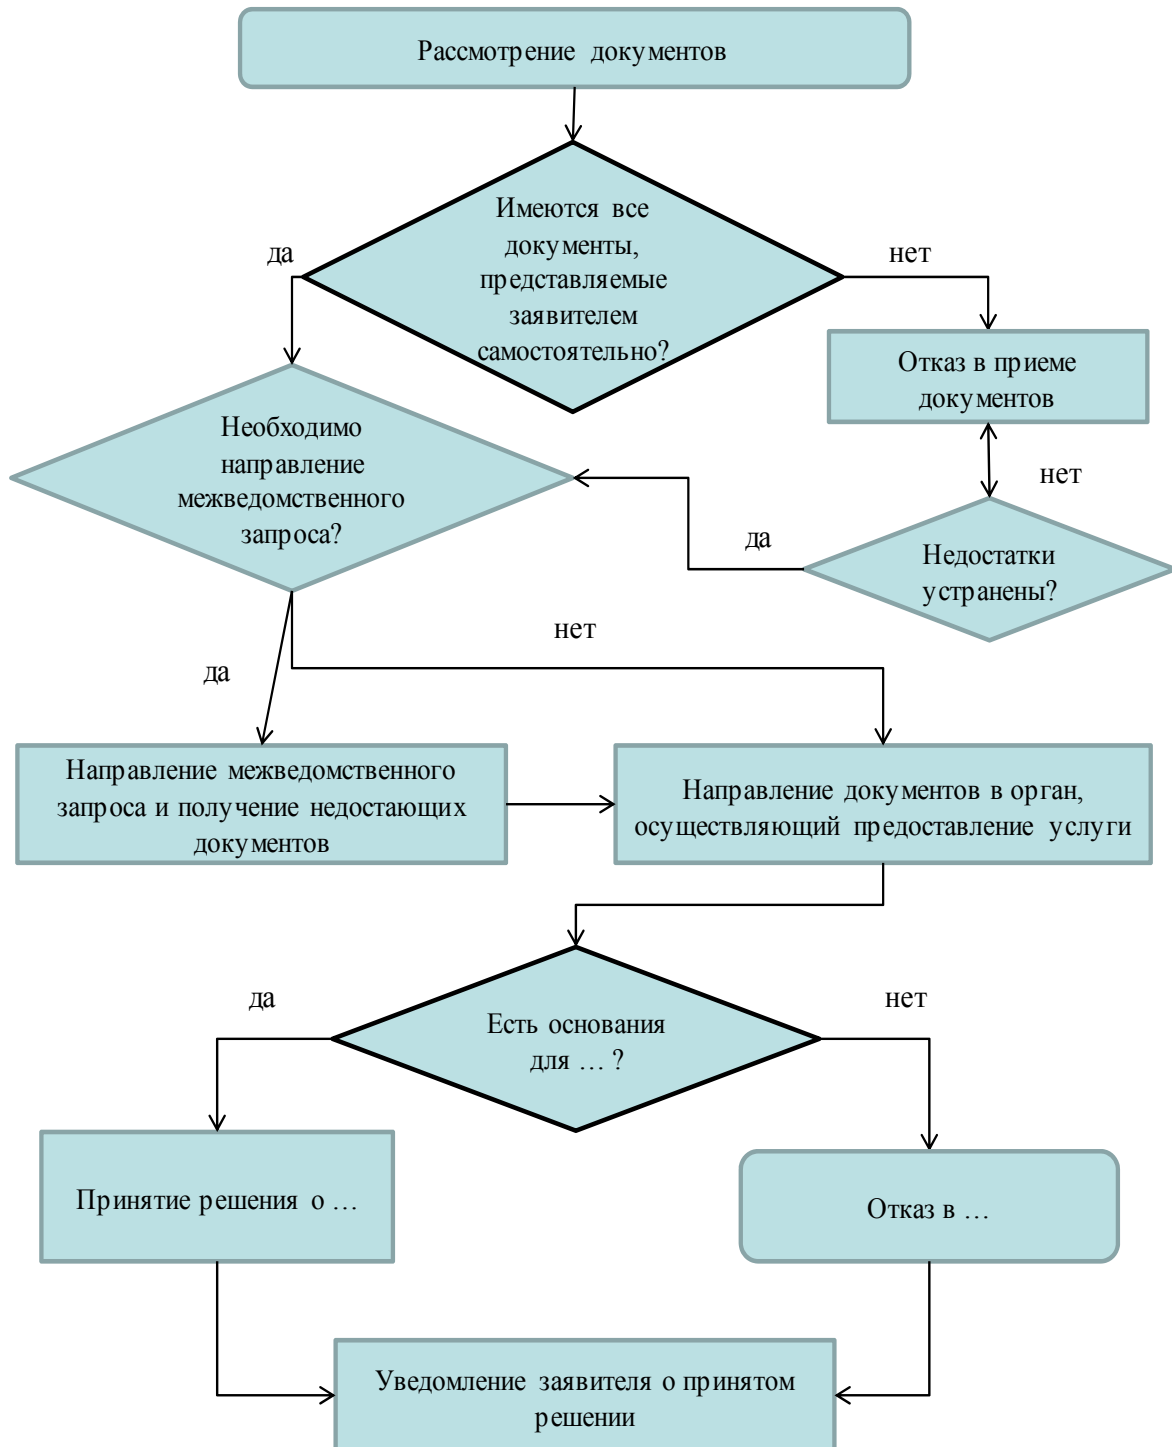 Рассмотрение документов
Имеются все
документы,
представляемые
заявителем
самостоятельно?
да
нет
Отказ в приеме
документов
Необходимо
направление
межведомственного
запроса?
нет
да
Недостатки
устранены?
нет
да
Направление межведомственного
запроса и получение недостающих
документов
Направление документов в орган,
осуществляющий предоставление услуги
да
нет
Есть основания
для … ?
Принятие решения о …
Отказ в …
Уведомление заявителя о принятом
решении